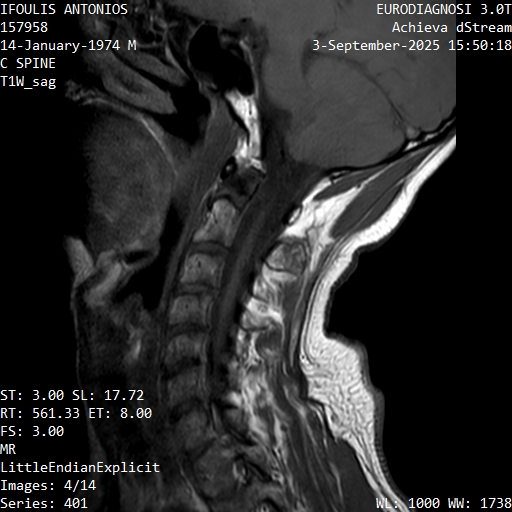 IFOULIS ANTONIOS
157958
14-January-1974 M
C SPINE
T1W_sag
EURODIAGNOSI 3.0T
Achieva dStream
3-September-2025 15:50:18
ST: 3.00 SL: 17.72
RT: 561.33 ET: 8.00
FS: 3.00
MR
LittleEndianExplicit
Images: 4/14
Series: 401
WL: 1000 WW: 1738